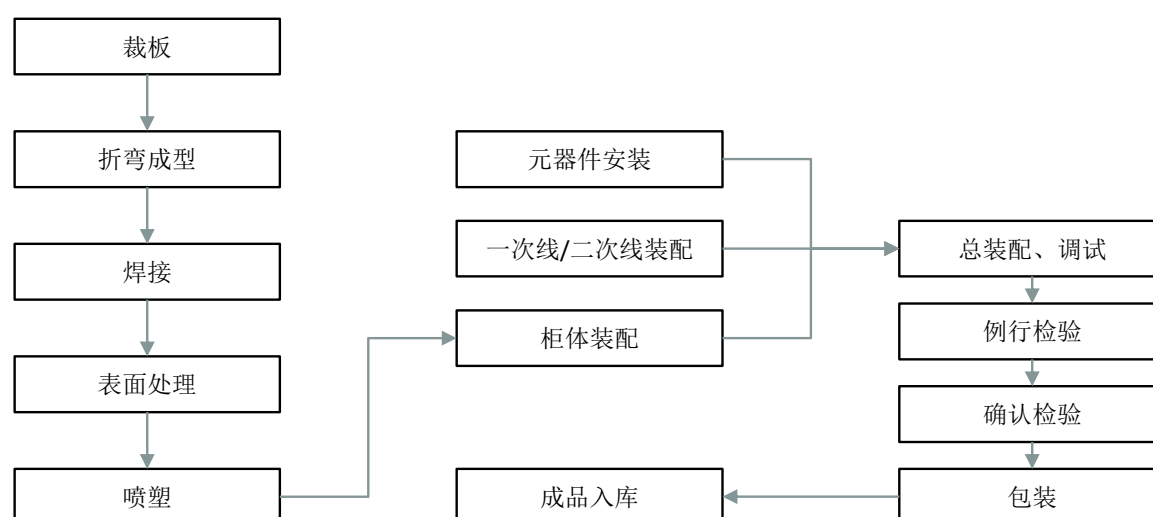 裁板
折弯成型
焊接
表面处理
喷塑
元器件安装
一次线/二次线装配
柜体装配
成品入库
总装配、调试
例行检验
确认检验
包装